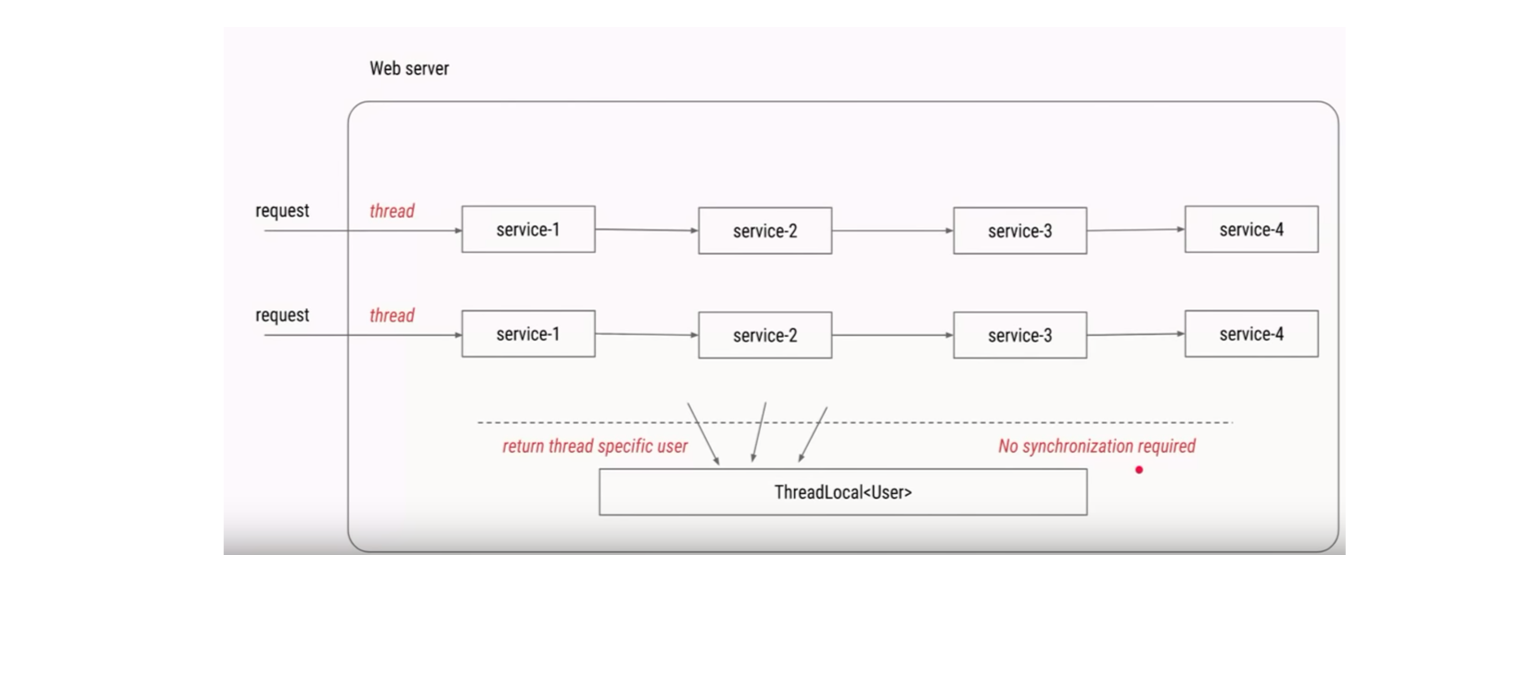 Web server
request
thread
service-1
service-2
service-3
service-4
request
thread
service-1
service-2
service-3
service-4
return thread specific user
No synchronization required
ThreadLocal<User>